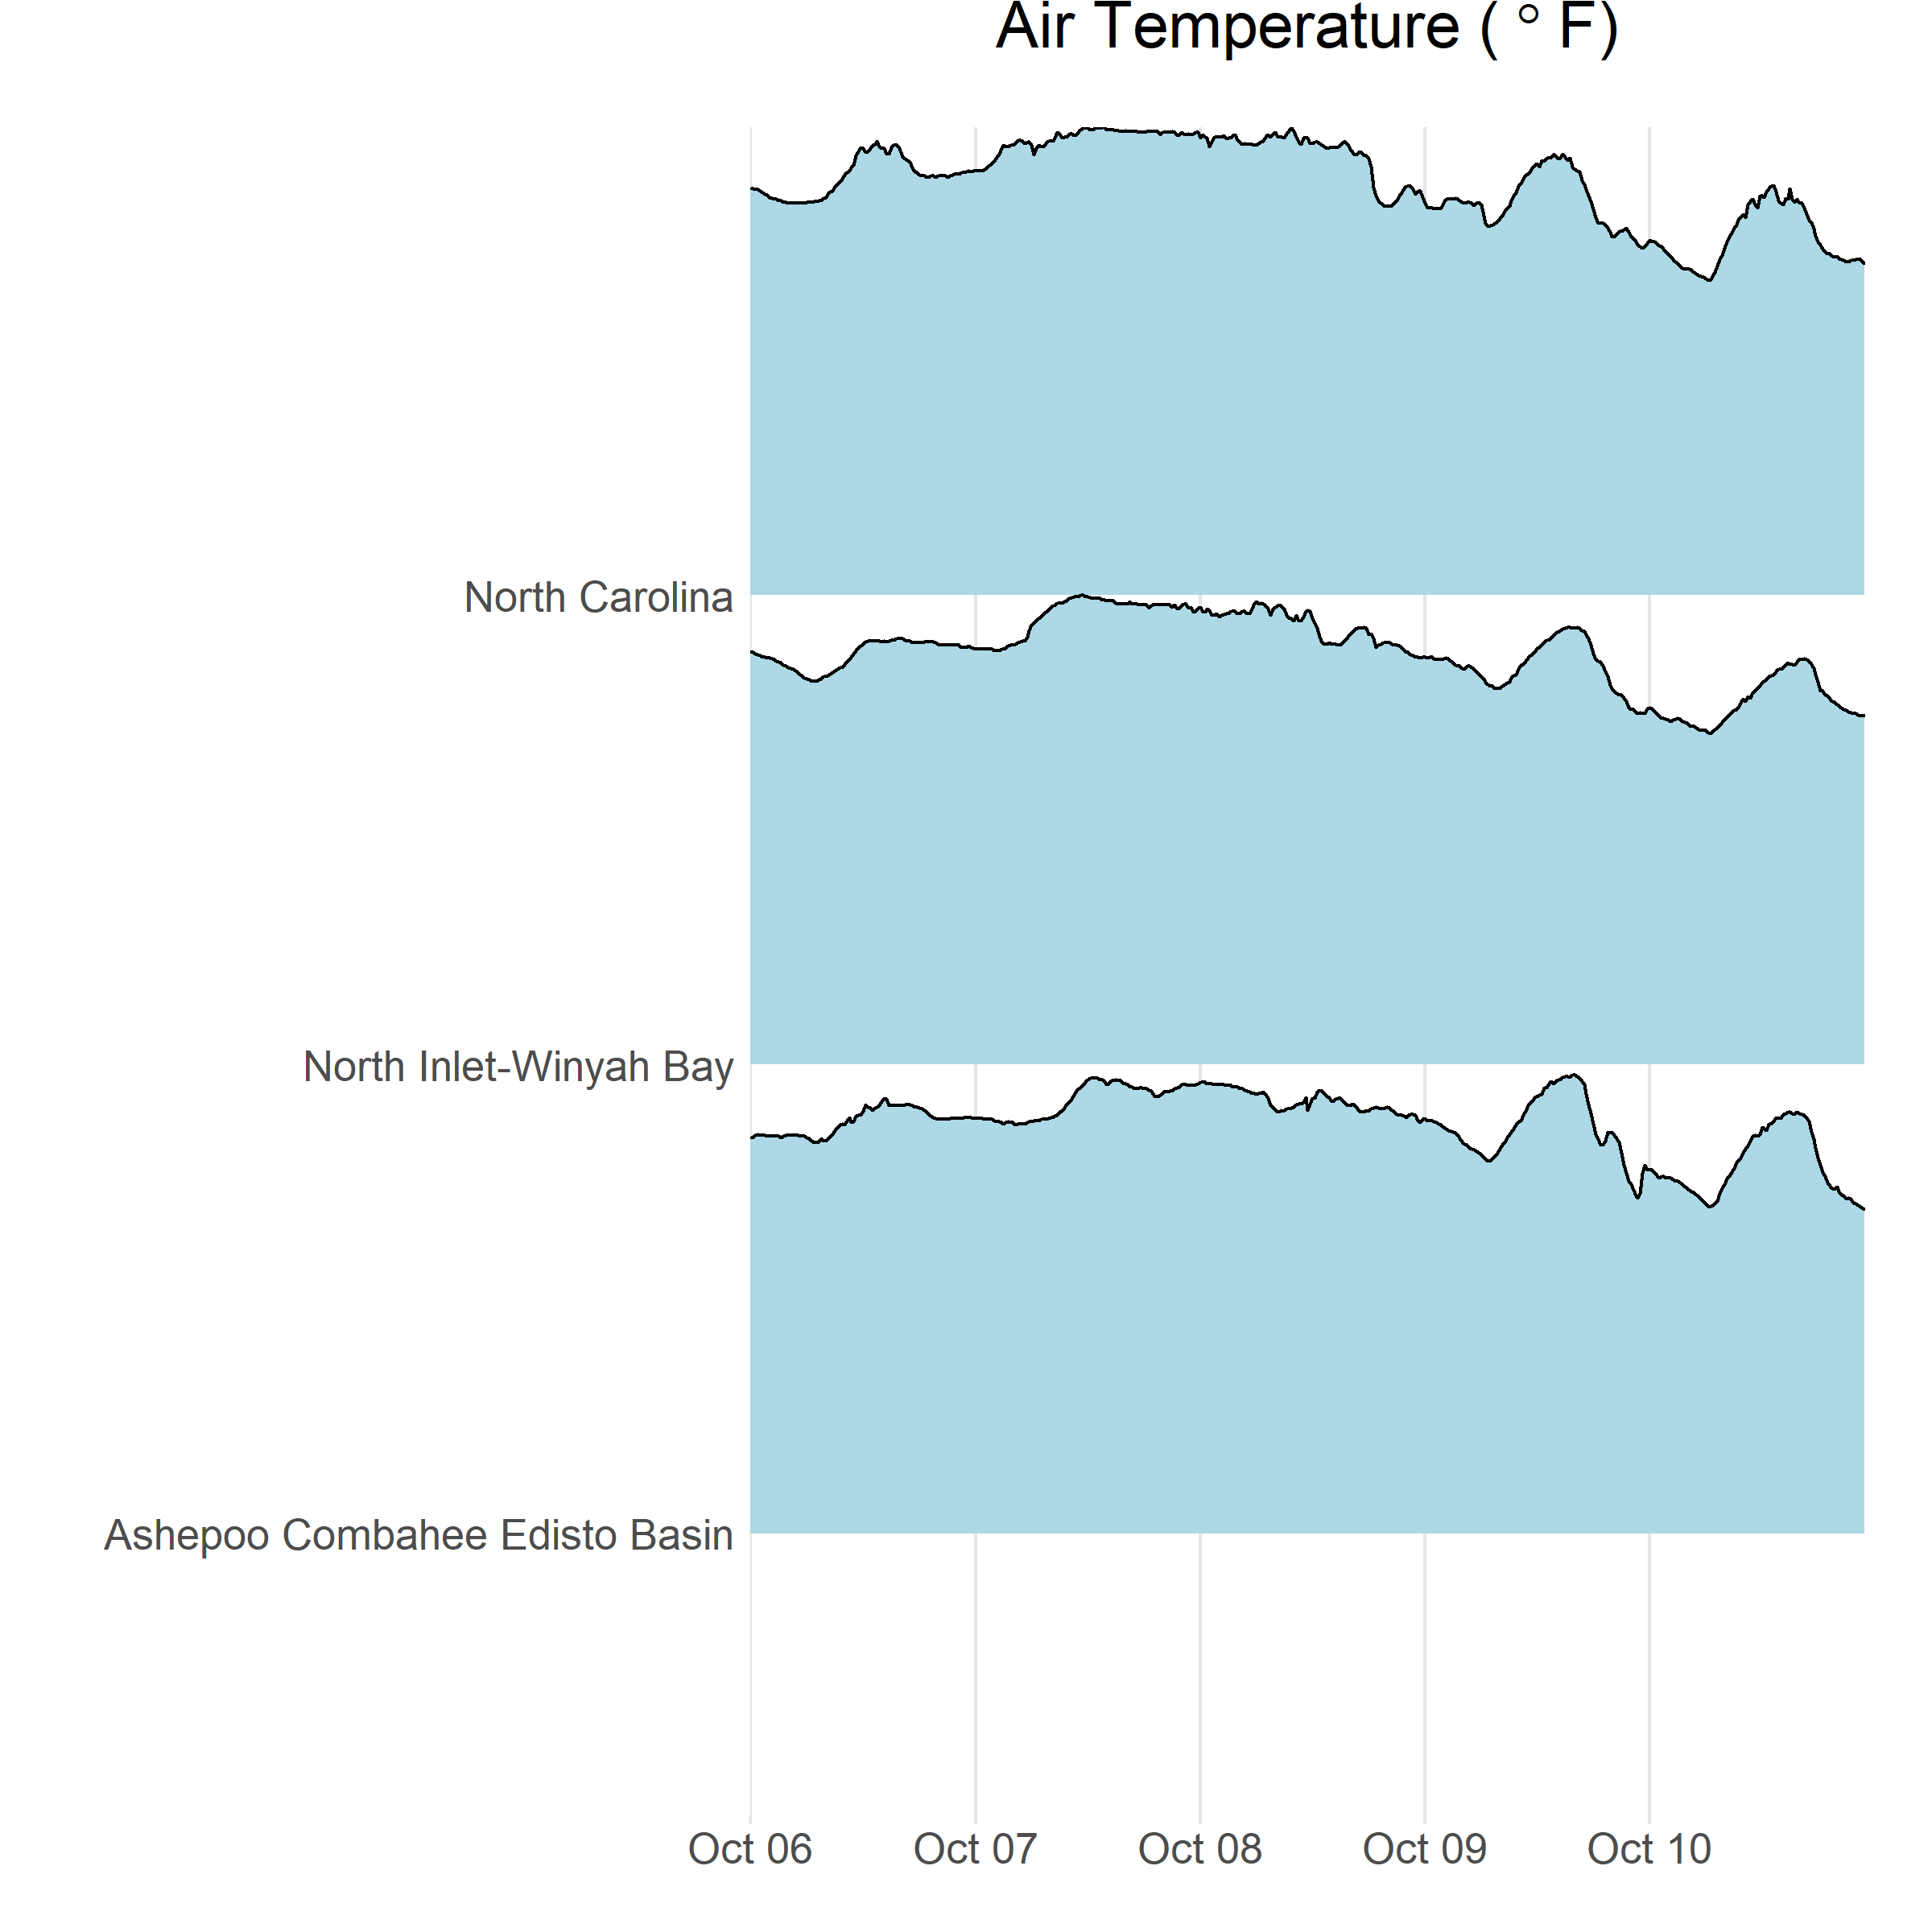 Air Temperature ( ° F)
North Carolina
North Inlet-Winyah Bay
Ashepoo Combahee Edisto Basin
Oct 06 Oct 07 Oct 08 Oct 09 Oct 10